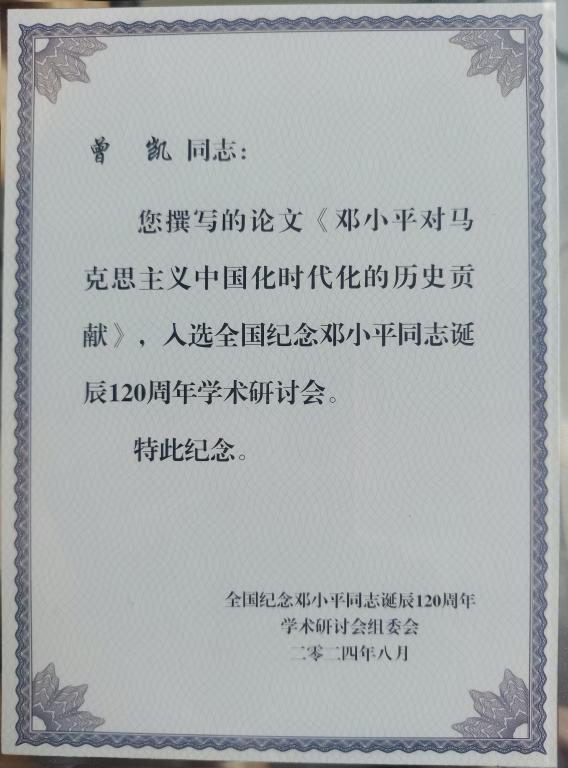 曾 凯 同志：
您撰写的论文《邓小平对马
克思主义中国化时代化的历史贡
献》，入选全国纪念邓小平同志诞
辰120周年学术研讨会。
特此纪念。
全国纪念邓小平同志诞辰120周年
学术研讨会组委会
二零二四年八月